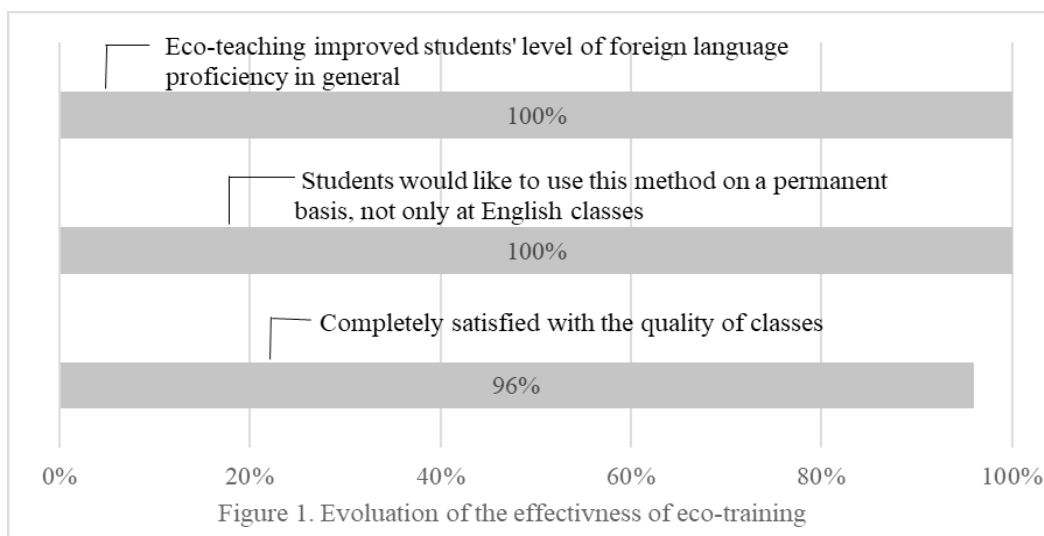 Eco-teaching improved students' level of foreign language
proficiency in general
100%
Students would like to use this method on a permanent
basis, not only at English classes
100%
Completely satisfied with the quality of classes
96%
0% 20% 40% 60% 80% 100%
Figure 1. Evoluation of the effectivness of eco-training